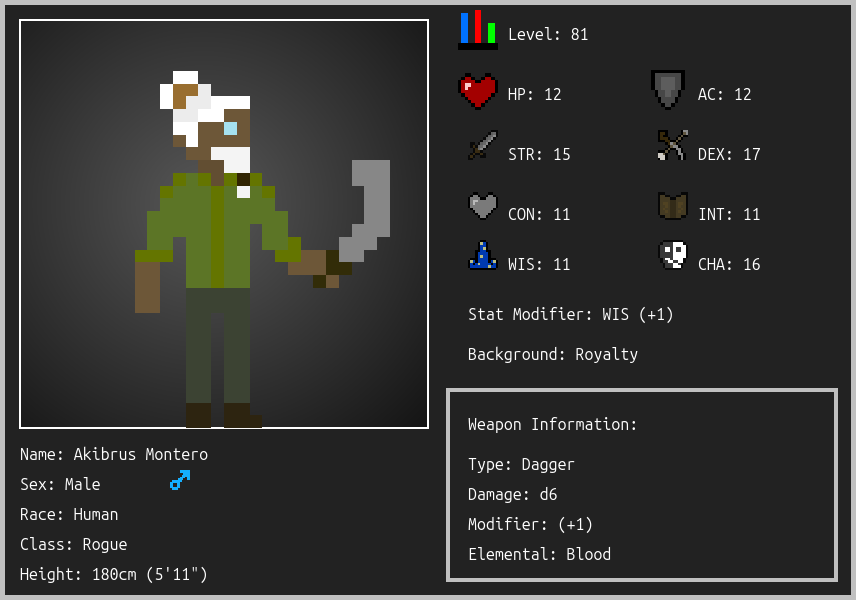 Level: 81
HP: 12
AC: 12
STR: 15
DEX: 17
CON: 11
INT: 11
WIS: 11
CHA: 16
Stat Modifier: WIS (+1)
Background: Royalty
Weapon Information:
Type: Dagger
Damage: d6
Modifier: (+1)
Elemental: Blood
Name: Akibrus Montero
Sex: Male
Race: Human
Class: Rogue
Height: 180cm (5'11")